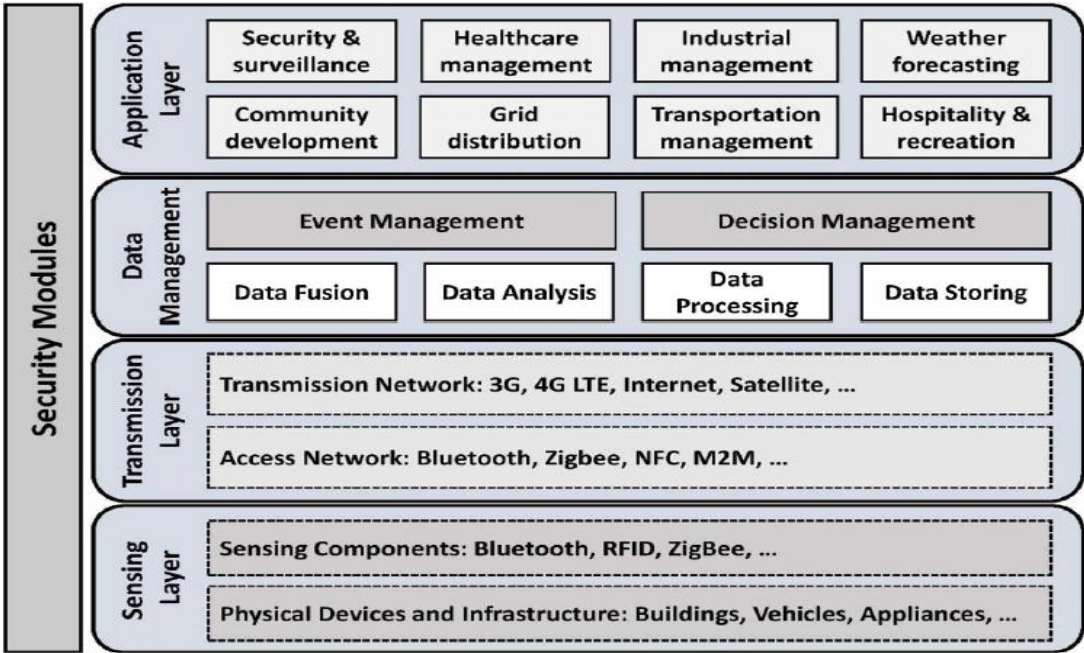 Security Modules
Application
Layer
Security &
surveillance
Healthcare
management
Industrial
management
Weather
forecasting
Community
development
Grid
distribution
Transportation
management
Hospitality &
recreation
Data
Management
Event Management
Decision Management
Data Fusion
Data Analysis
Data
Processing
Data Storing
Transmission
Layer
Transmission Network: 3G, 4G LTE, Internet, Satellite, ...
Access Network: Bluetooth, Zigbee, NFC, M2M, ...
Sensing
Layer
Sensing Components: Bluetooth, RFID, ZigBee, ...
Physical Devices and Infrastructure: Buildings, Vehicles, Appliances, ...